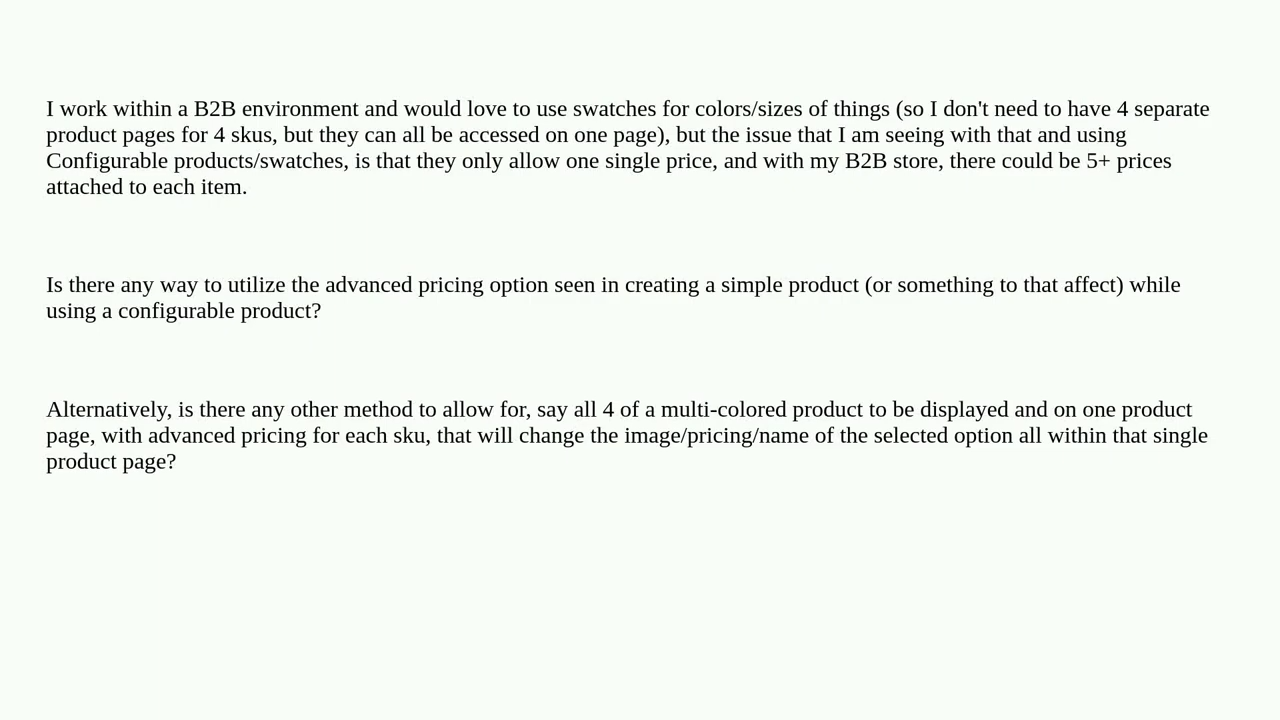 I work within a B2B environment and would love to use swatches for colors/sizes of things (so I don't need to have 4 separate
product pages for 4 skus, but they can all be accessed on one page), but the issue that I am seeing with that and using
Configurable products/swatches, is that they only allow one single price, and with my B2B store, there could be 5+ prices
attached to each item.
Is there any way to utilize the advanced pricing option seen in creating a simple product (or something to that affect) while
using a configurable product?
Alternatively, is there any other method to allow for, say all 4 of a multi-colored product to be displayed and on one product
page, with advanced pricing for each sku, that will change the image/pricing/name of the selected option all within that single
product page?